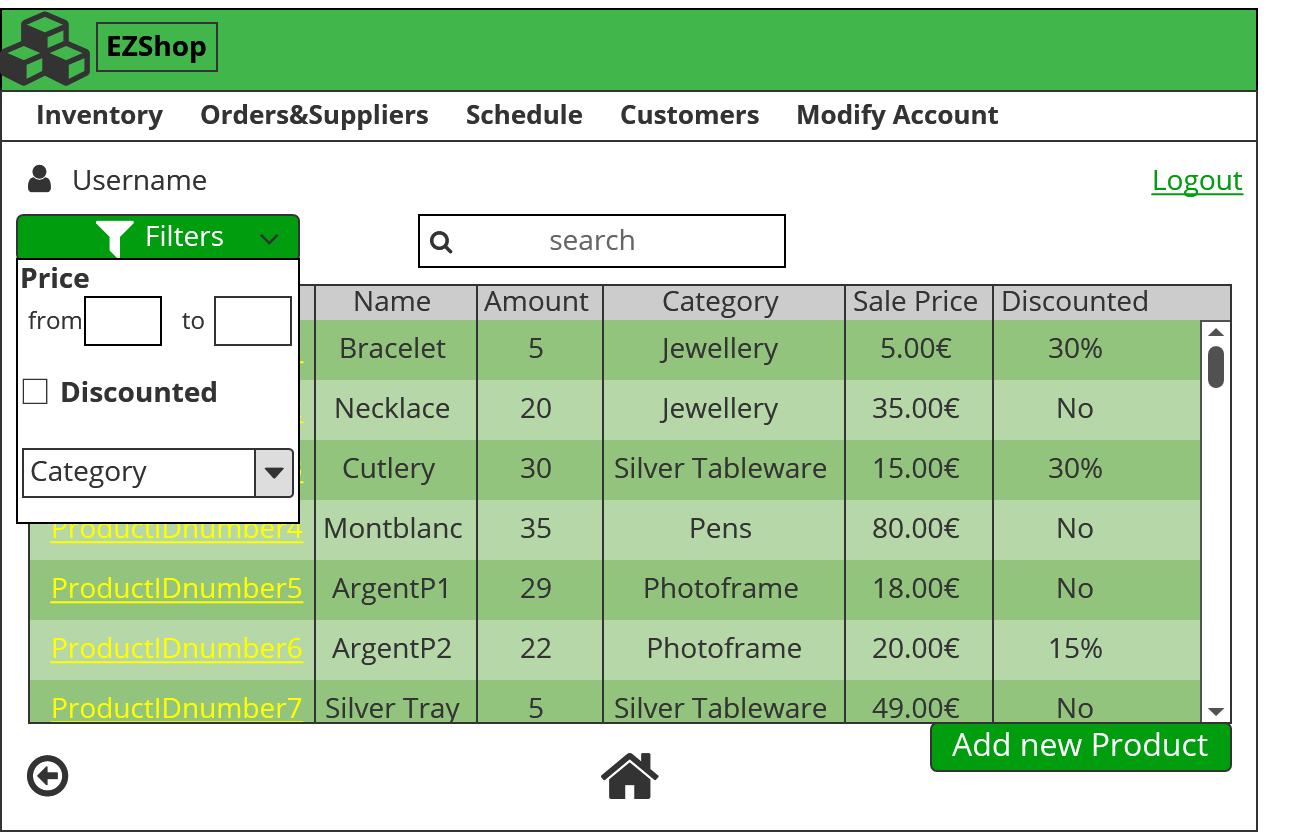 EZShop
Inventory Orders&Suppliers Schedule Customers Modify Account
Username Logout
Filters search
Price
from to
Discounted
Category
Name Amount Category Sale Price Discounted
Bracelet 5 Jewellery 5.00€ 30%
Necklace 20 Jewellery 35.00€ No
Cutlery 30 Silver Tableware 15.00€ 30%
ProductIDnumber4 Montblanc 35 Pens 80.00€ No
ProductIDnumber5 ArgentP1 29 Photoframe 18.00€ No
ProductIDnumber6 ArgentP2 22 Photoframe 20.00€ 15%
ProductIDnumber7 Silver Tray 5 Silver Tableware 49.00€ No
Add new Product